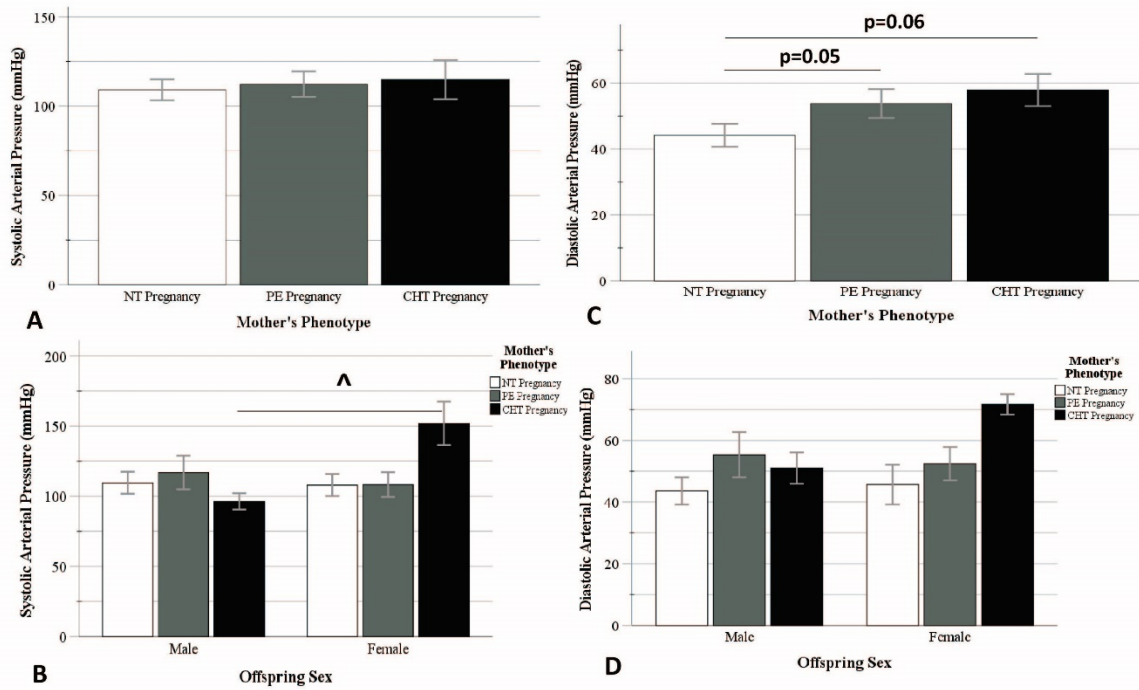 150
100
50
0
Systolic Arterial Pressure (mmHg)
NT Pregnancy PE Pregnancy CHT Pregnancy
A
Mother's Phenotype
p=0.06
p=0.05
60
40
20
0
Diastolic Arterial Pressure (mmHg)
NT Pregnancy PE Pregnancy CHT Pregnancy
C
Mother's Phenotype
Mother's
Phenotype
NT Pregnancy
PE Pregnancy
CHT Pregnancy
^
200
150
100
50
0
Systolic Arterial Pressure (mmHg)
Male Female
B
Offspring Sex
Mother's
Phenotype
NT Pregnancy
PE Pregnancy
CHT Pregnancy
80
60
40
20
0
Diastolic Arterial Pressure (mmHg)
Male Female
D
Offspring Sex